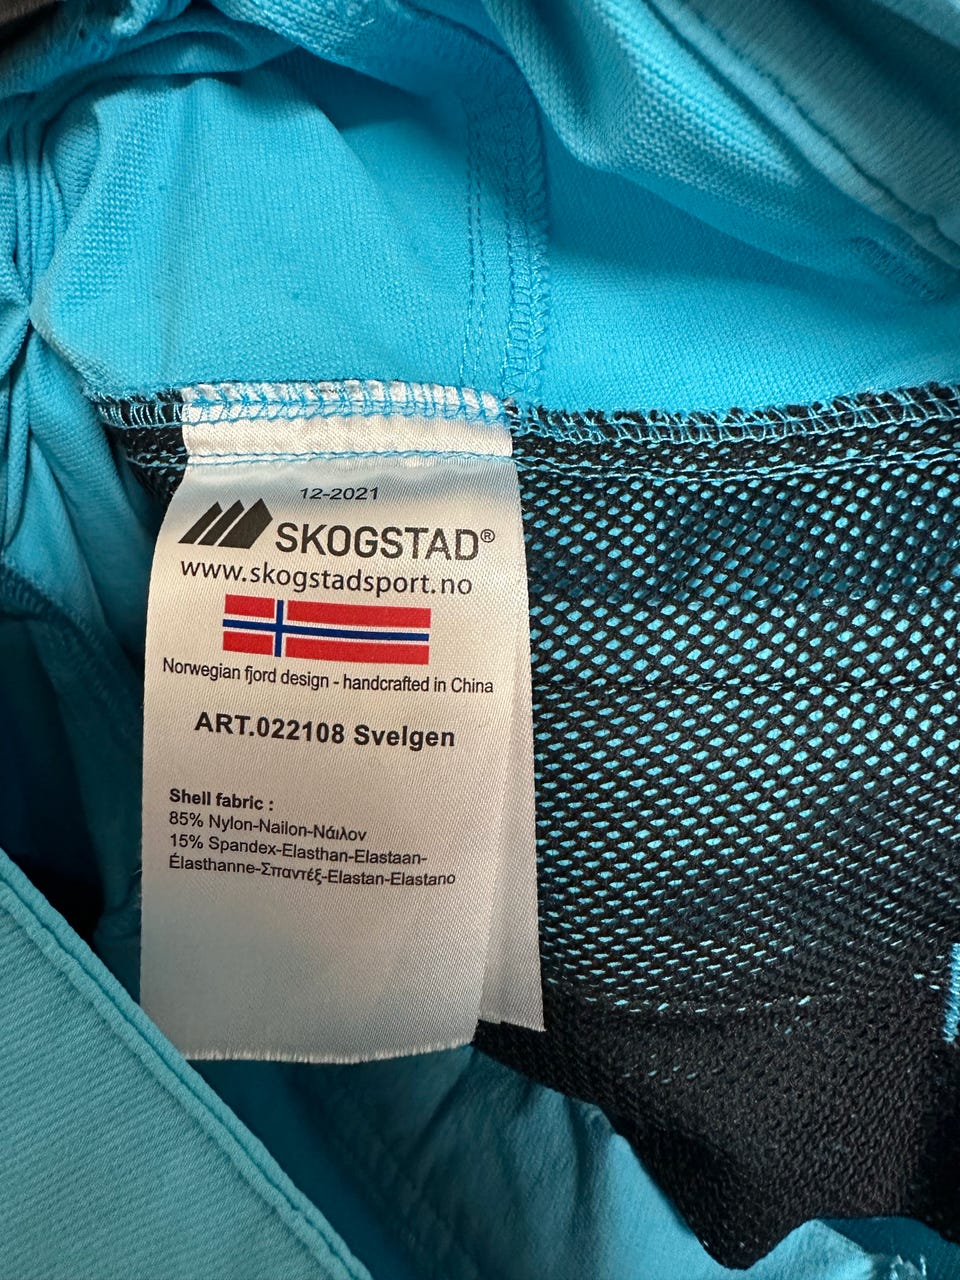 12-2021
SKOGSTAD®
www.skogstadsport.no
Norwegian fjord design - handcrafted in China
ART.022108 Svelgen
Shell fabric :
85% Nylon-Nailon-Νάιλον
15% Spandex-Elasthan-Elastaan-
Élasthanne-Σπαντέξ-Elastan-Elastano